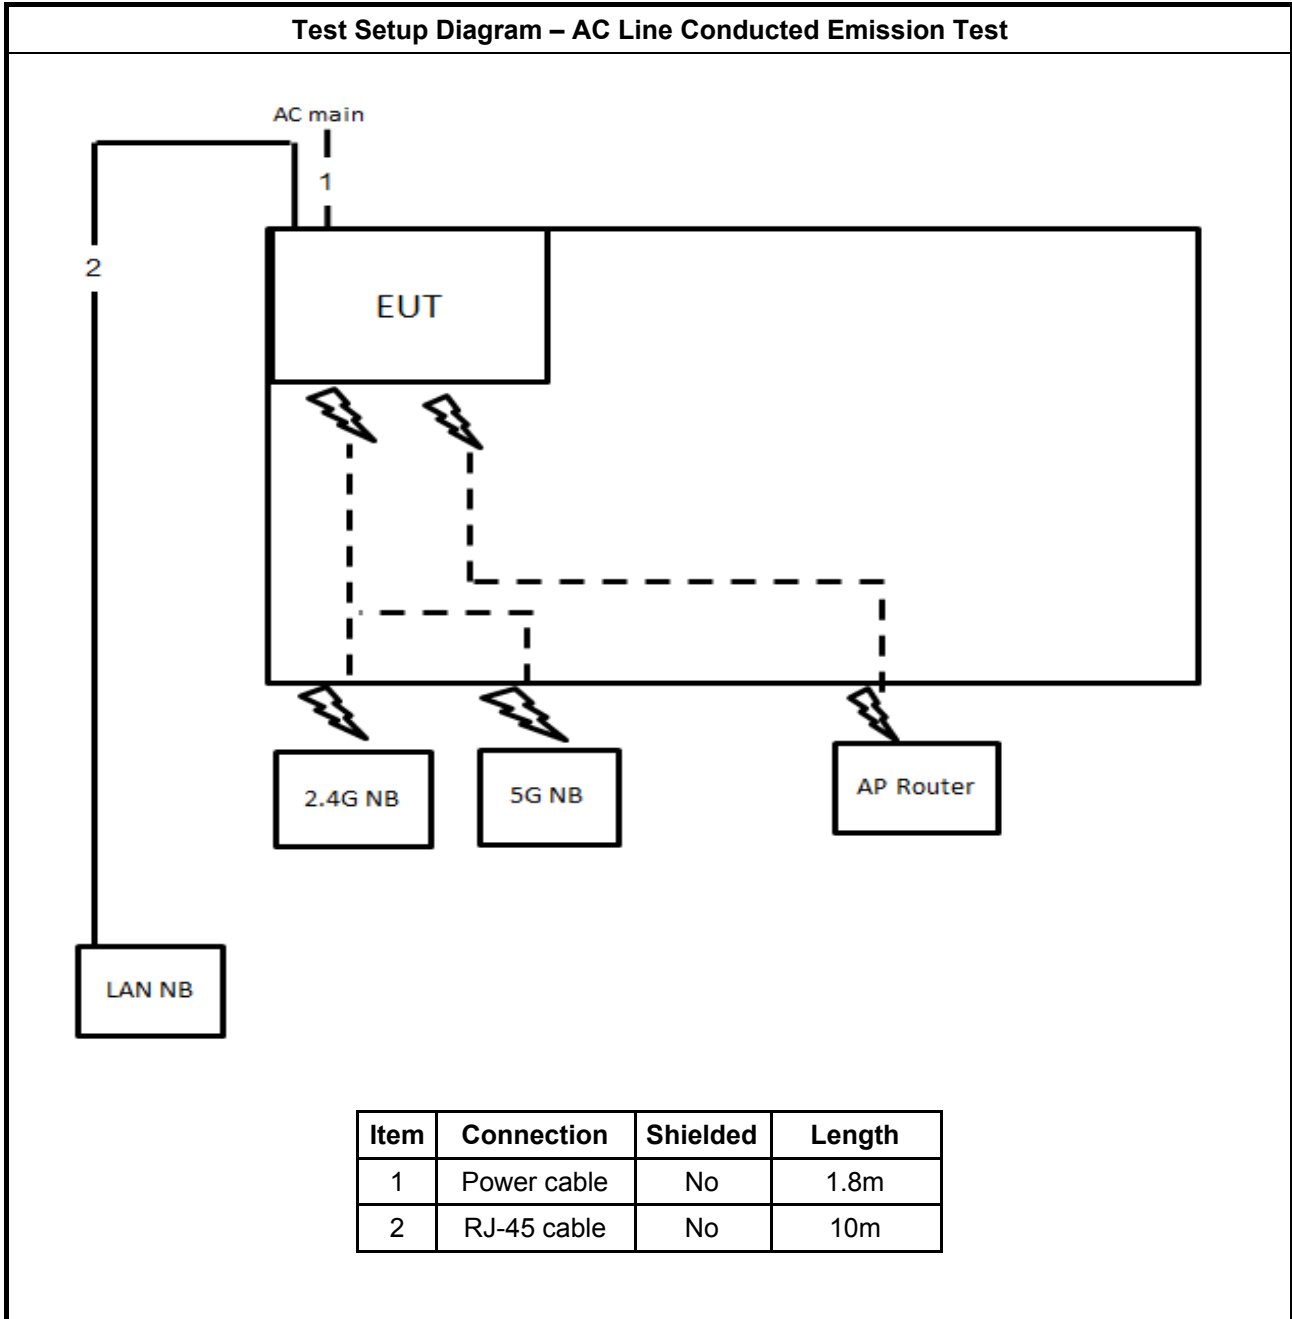 Test Setup Diagram – AC Line Conducted Emission Test
AC main
1
2
EUT
2.4G NB
5G NB
AP Router
LAN NB
Item Connection Shielded Length
1 Power cable No 1.8m
2 RJ-45 cable No 10m